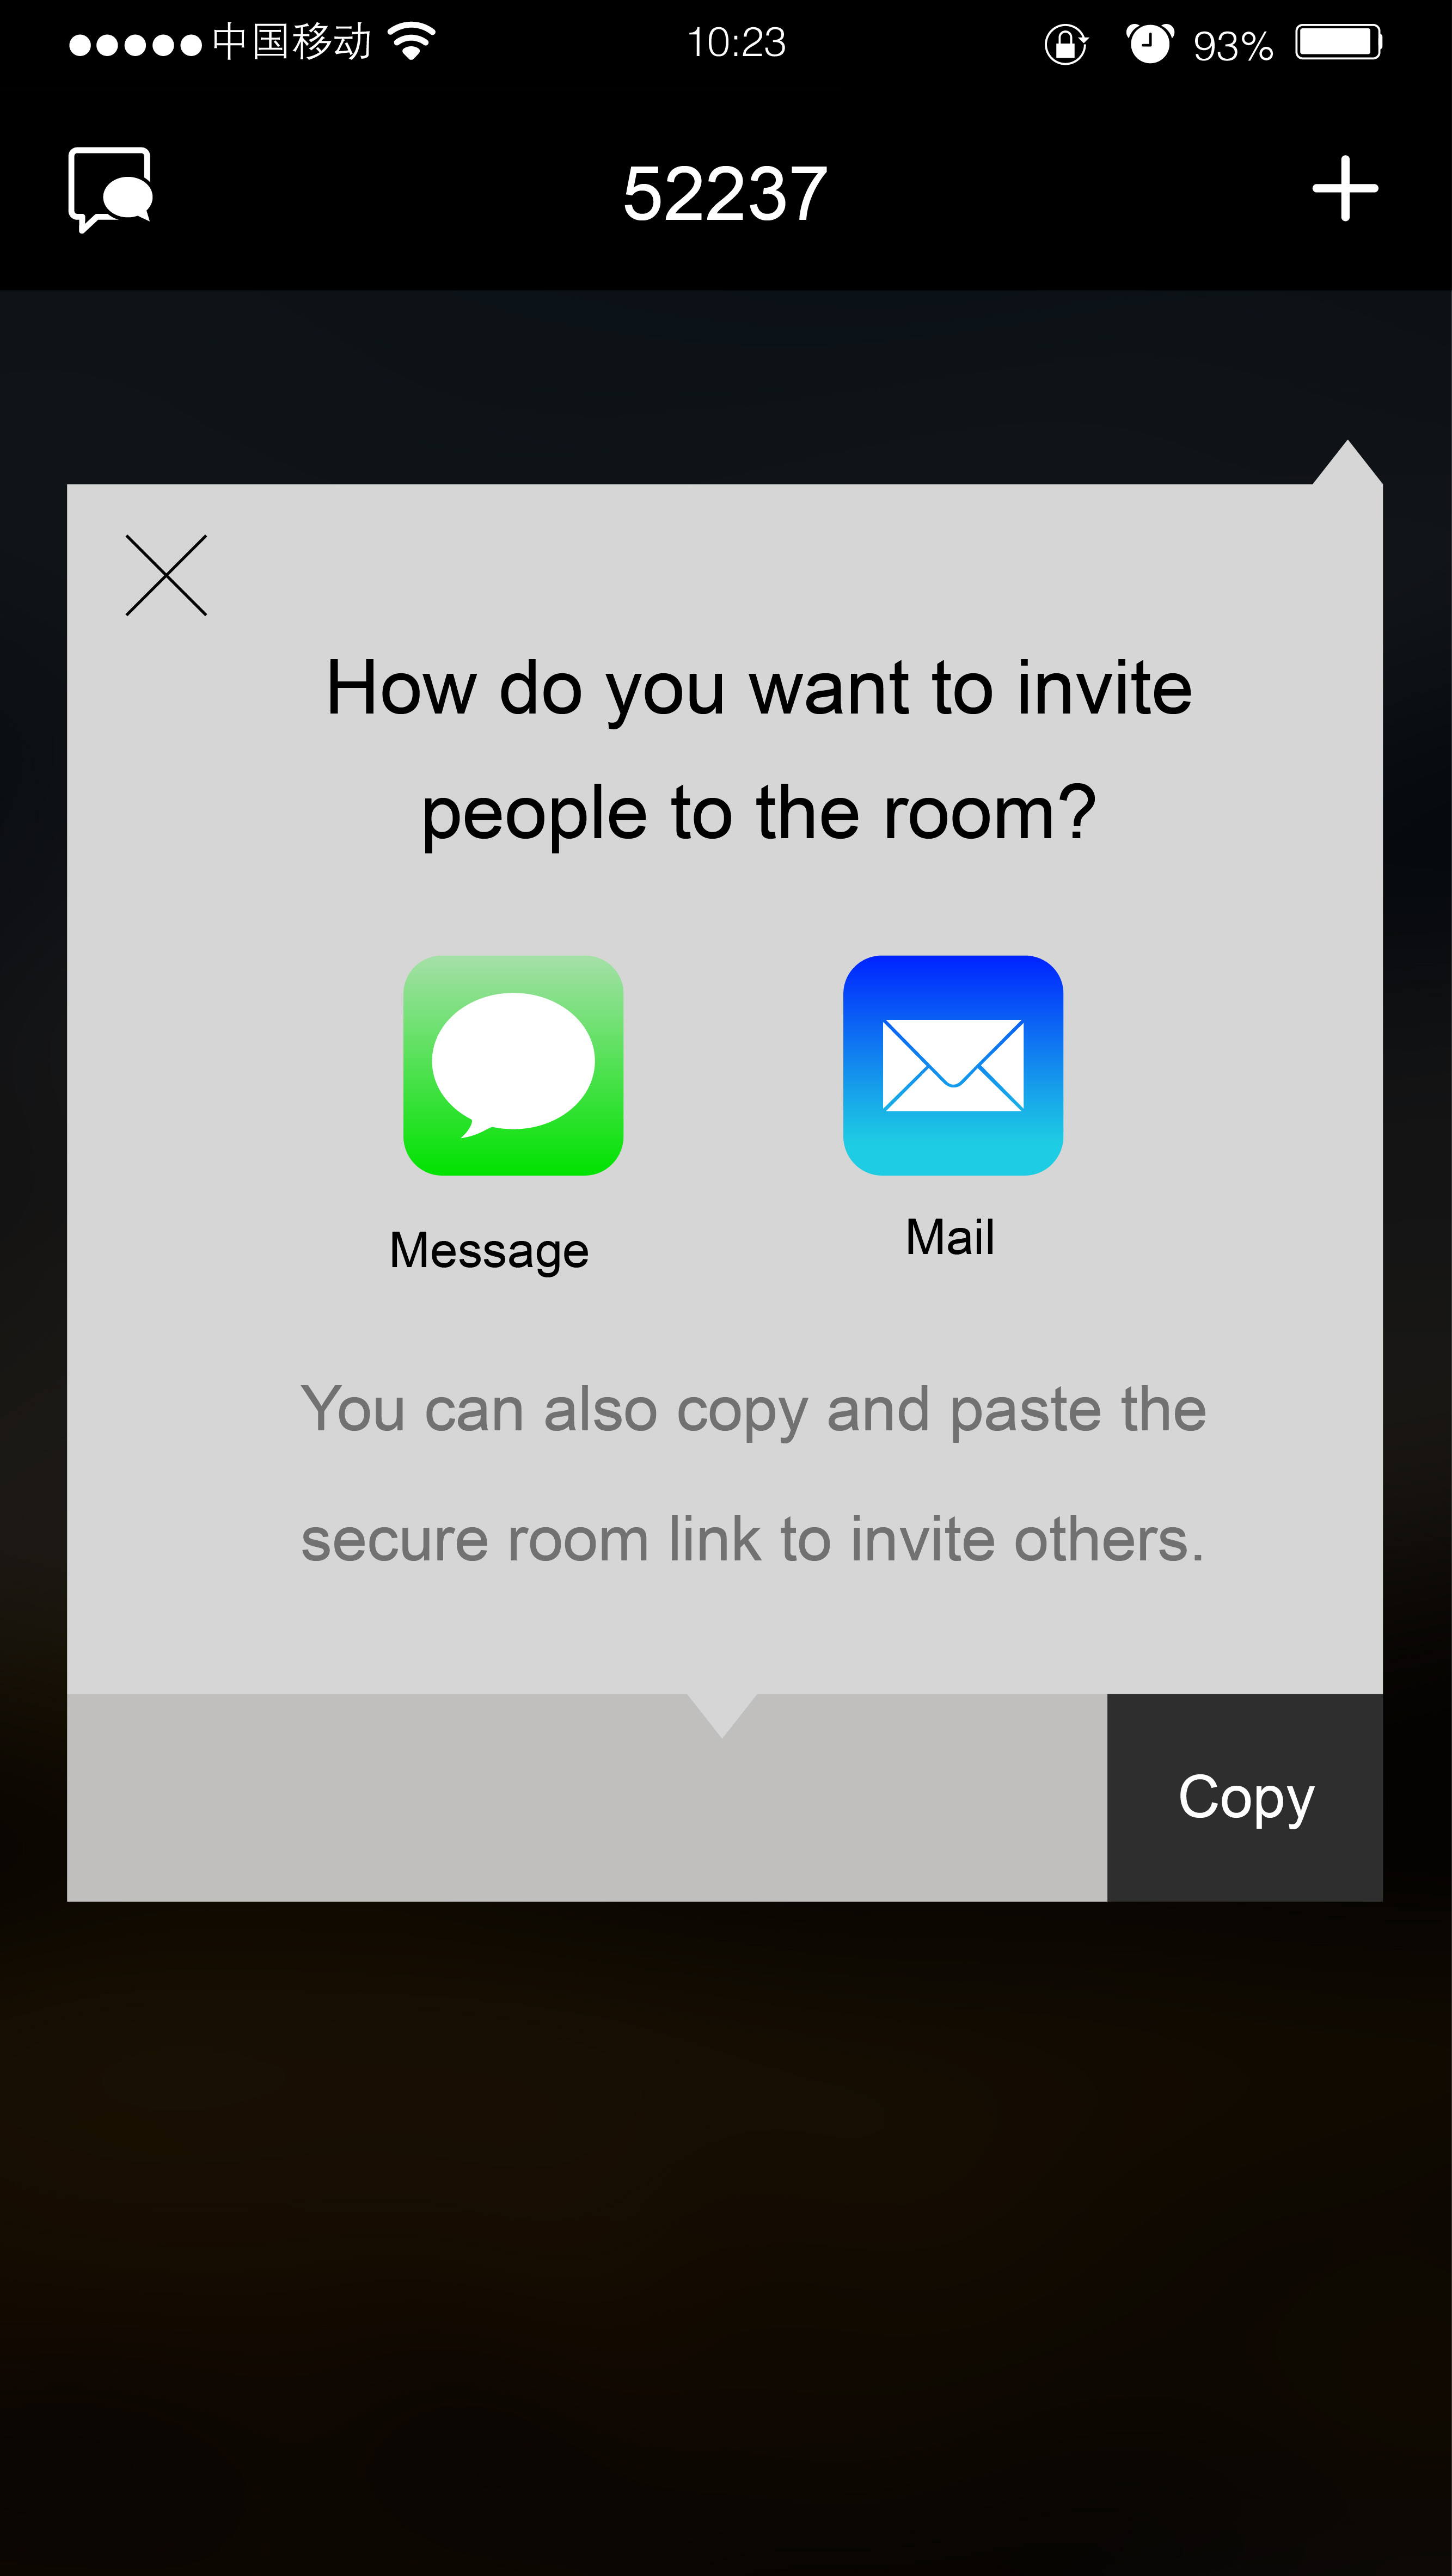 中国移动 10:23 93%
52237
How do you want to invite
people to the room?
Message Mail
You can also copy and paste the
secure room link to invite others.
Copy